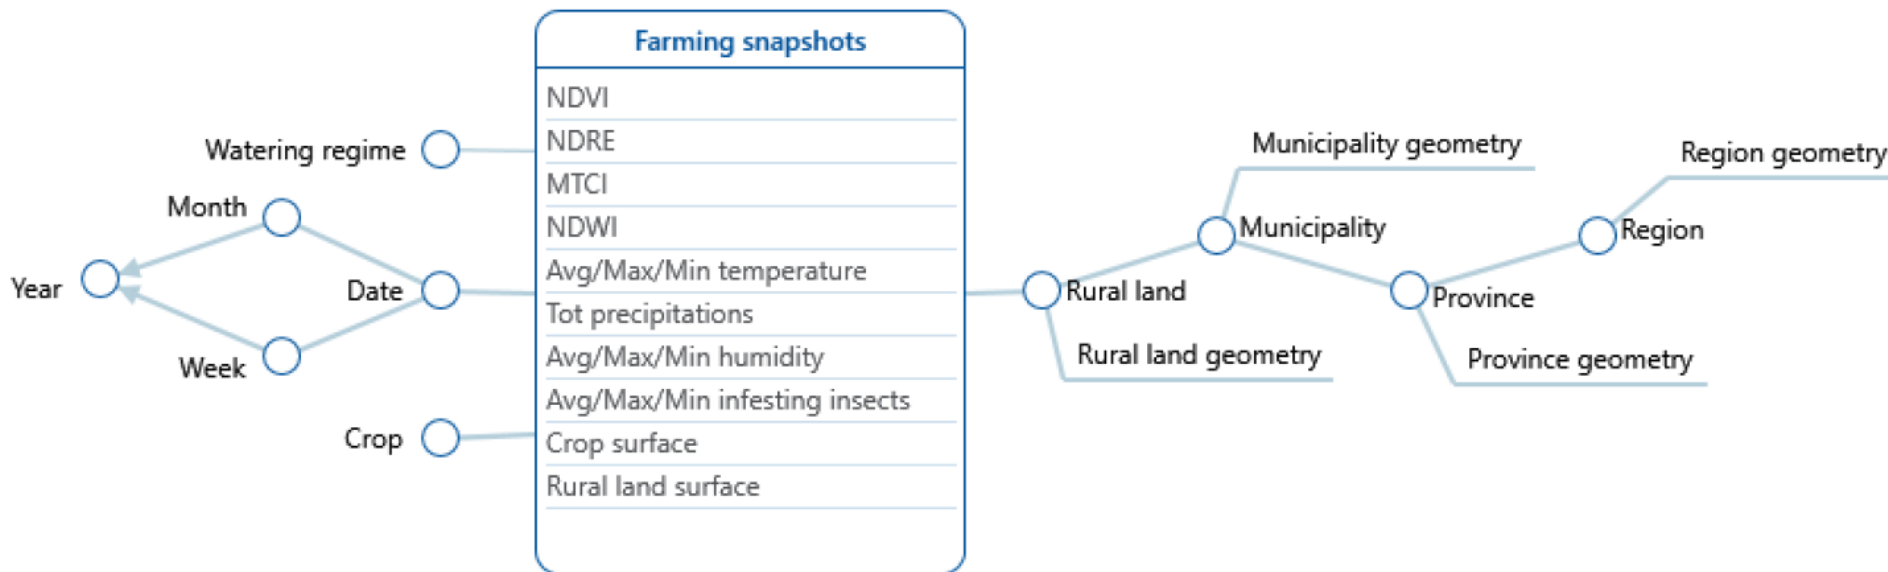 Farming snapshots
NDVI
NDRE
MTCI
NDWI
Avg/Max/Min temperature
Tot precipitations
Avg/Max/Min humidity
Avg/Max/Min infesting insects
Crop surface
Rural land surface
Watering regime
Month
Year
Date
Week
Crop
Municipality geometry
Region geometry
Municipality
Region
Rural land
Province
Rural land geometry
Province geometry